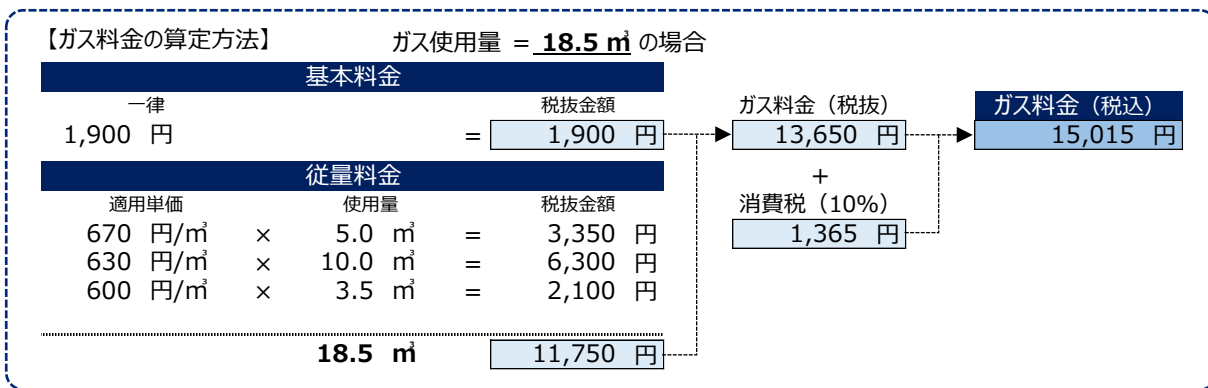 【ガス料金の算定方法】 ガス使用量 = 18.5 ㎥ の場合
基本料金
一律 税抜金額
1,900 円 = 1,900 円
従量料金
適用単価 使用量 税抜金額
670 円/㎥ × 5.0 ㎥ = 3,350 円
630 円/㎥ × 10.0 ㎥ = 6,300 円
600 円/㎥ × 3.5 ㎥ = 2,100 円
18.5 ㎥ 11,750 円
ガス料金（税抜）
13,650 円
+
消費税（10%）
1,365 円
ガス料金（税込）
15,015 円